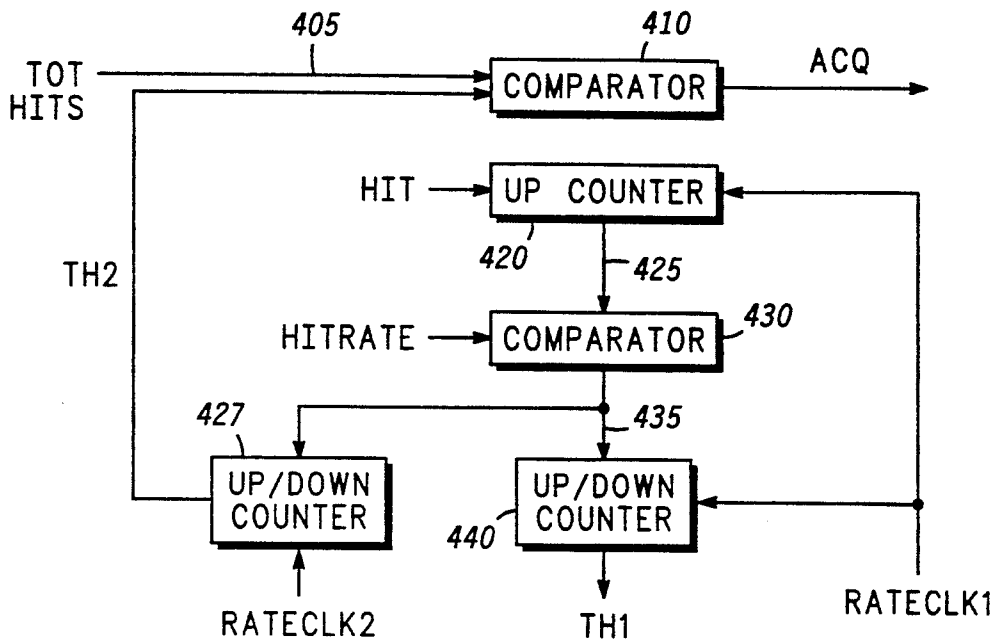 405
410
TOT
HITS
COMPARATOR
ACQ
HIT
UP COUNTER
420
425
TH2
HITRATE
COMPARATOR
430
427
435
UP/DOWN
COUNTER
UP/DOWN
COUNTER
440
RATECLK2
TH1
RATECLK1